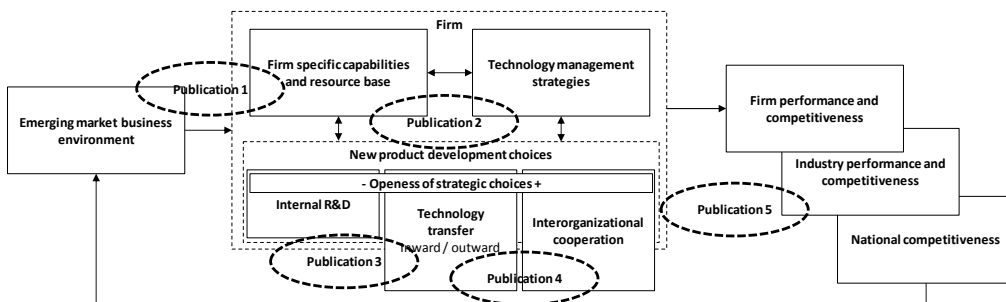 Firm
Firm specific capabilities
and resource base
Technology management
strategies
Publication 1
Emerging market business
environment
Publication 2
Firm performance and
competitiveness
New product development choices
- Openess of strategic choices +
Internal R&D
Technology
transfer
inward / outward
Interorganizational
cooperation
Industry performance and
competitiveness
Publication 5
National competitiveness
Publication 3
Publication 4